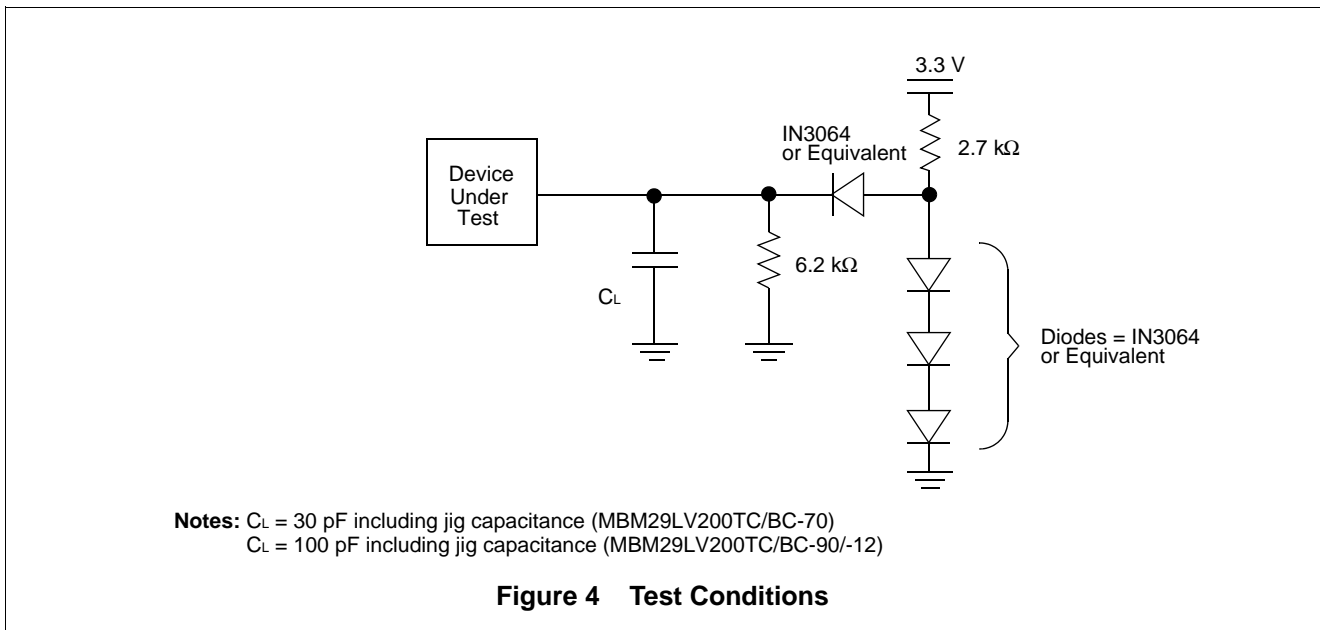 3.3 V
IN3064
or Equivalent
2.7 kΩ
Device
Under
Test
6.2 kΩ
CL
Diodes = IN3064
or Equivalent
Notes: CL = 30 pF including jig capacitance (MBM29LV200TC/BC-70)
CL = 100 pF including jig capacitance (MBM29LV200TC/BC-90/-12)
Figure 4 Test Conditions